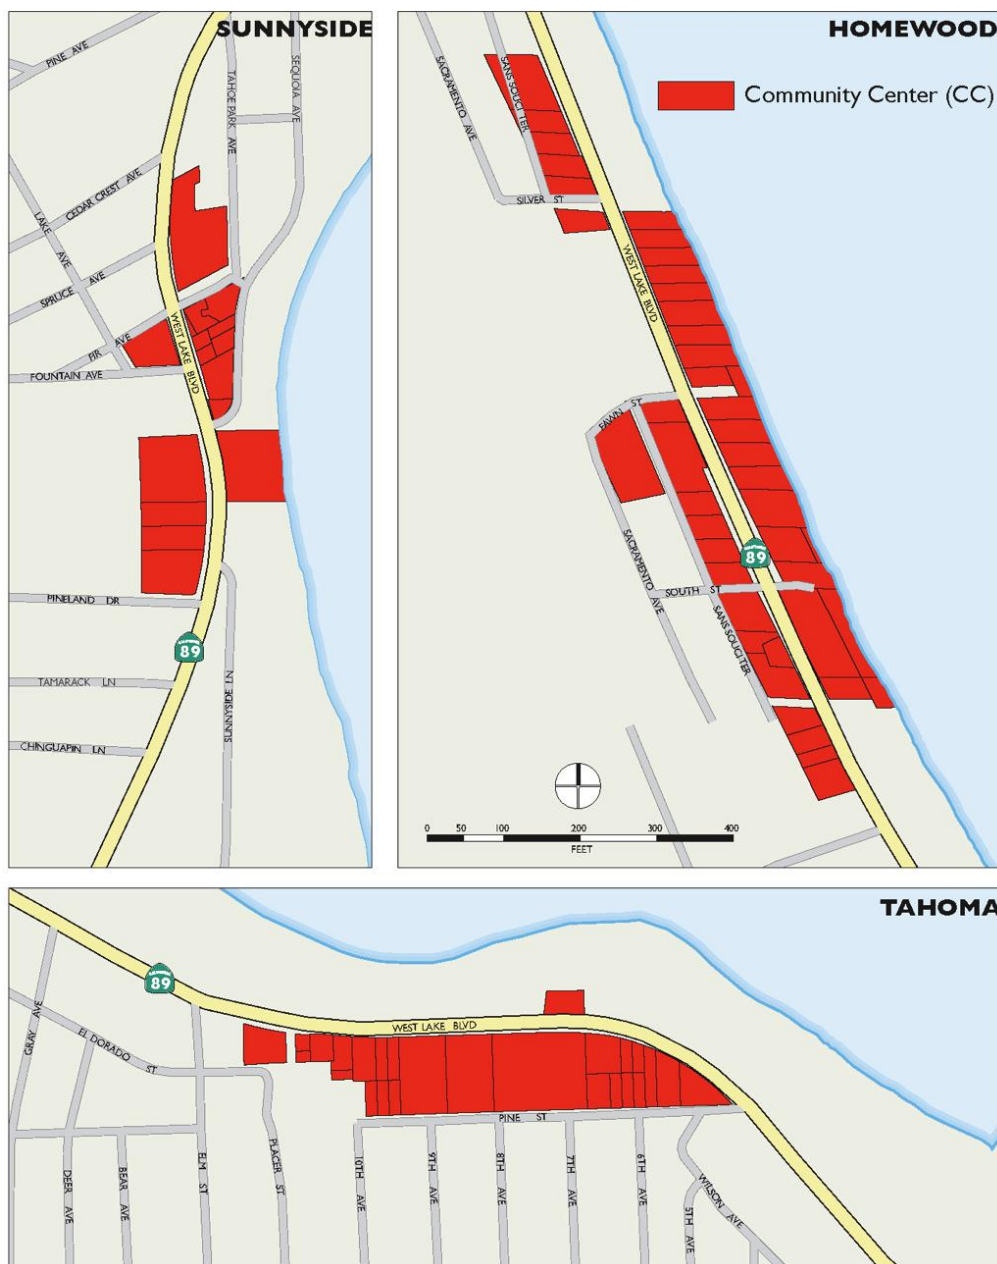 SUNNYSIDE
PINE AVE
TAHOE PARK AVE
SEQUOIA AVE
CEDAR CREST AVE
LAKE AVE
SPRUCE AVE
FIR AVE
WEST LAKE BLVD
FOUNTAIN AVE
PINELAND DR
89
TAMARACK LN
SUNNYSIDE LN
CHINGUAPIN LN
HOMEWOOD
Community Center (CC)
SACRAMENTO AVE
SANS SOUCI TER
SILVER ST
WEST LAKE BLVD
FAWN ST
89
SACRAMENTO AVE
SOUTH ST
SANS SOUCI TER
0 50 100 200 300 400
FEET
TAHOMA
89
GRAY AVE
EL DORADO ST
WEST LAKE BLVD
PINE ST
DEER AVE
BEAR AVE
ELM ST
PLACER ST
10TH AVE
9TH AVE
8TH AVE
7TH AVE
6TH AVE
5TH AVE
WILSON AVE